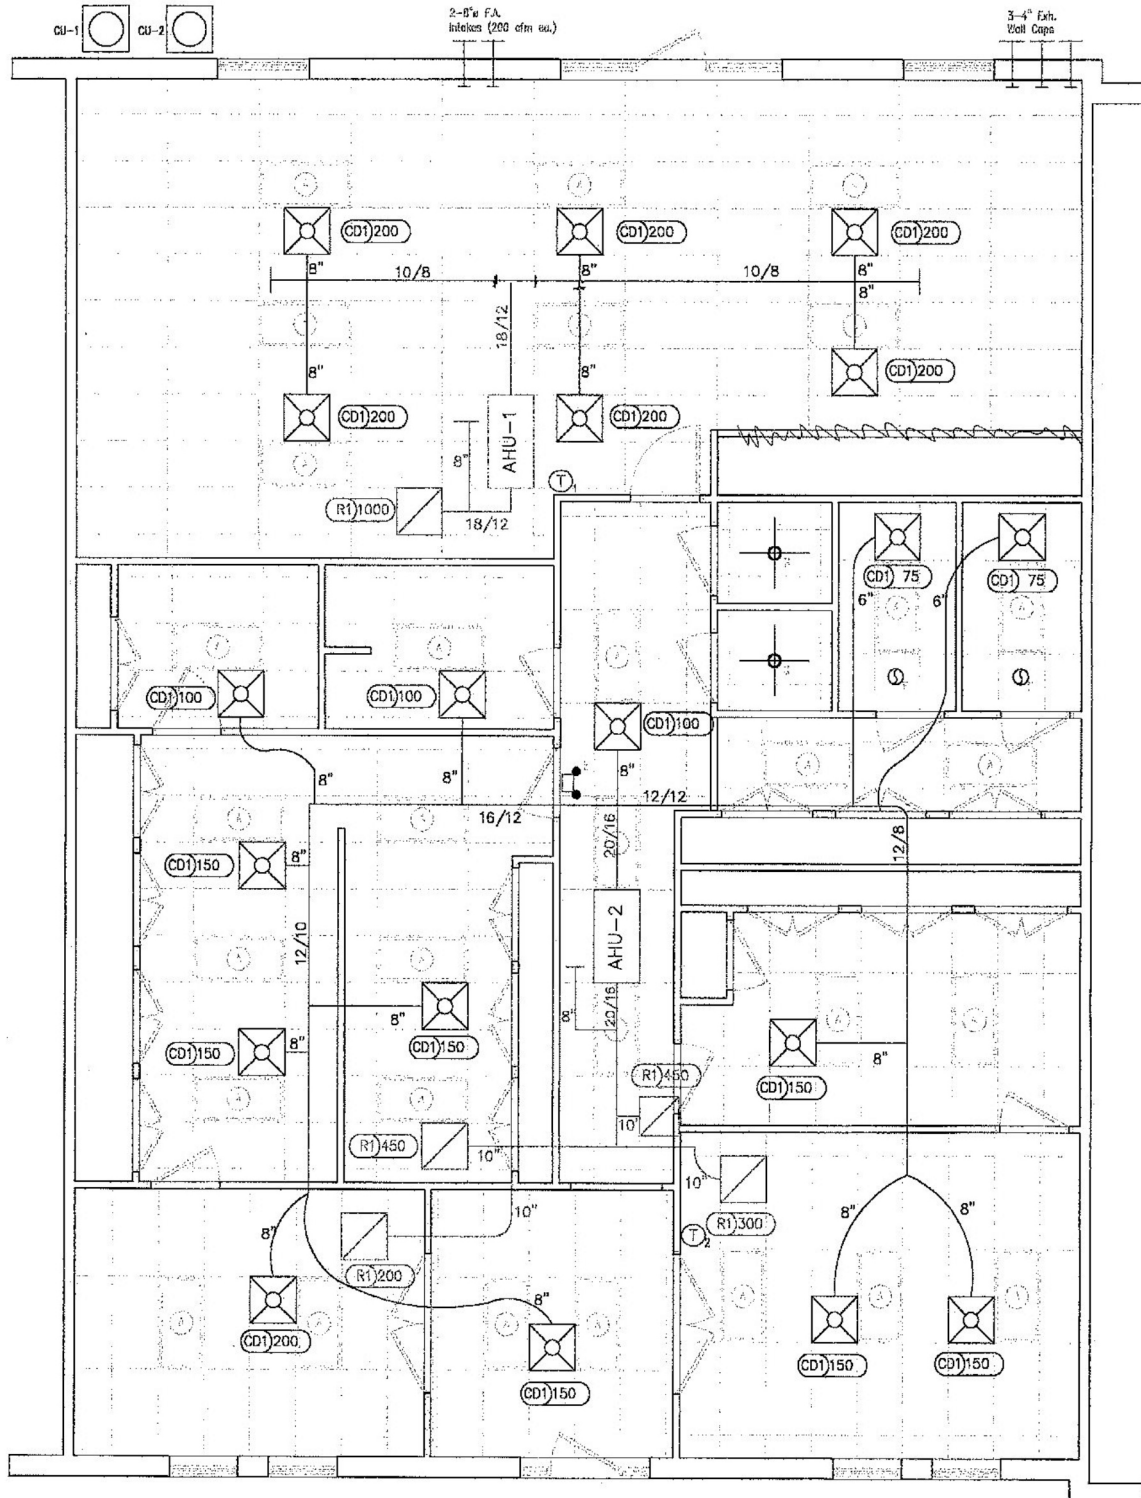 CU-1
CU-2
2-8"ø F.A.
Intakes (200 cfm ea.)
3-4" Exh.
Wall Caps
CD1 200
CD1 200
CD1 200
8"
10/8
8"
10/8
8"
8"
18/12
8"
8"
CD1 200
CD1 200
CD1 200
AHU-1
8"
T 1
R1 1000
18/12
CD1 75
CD1 75
6"
6"
CD1 100
CD1 100
CD1 100
8"
8"
8"
12/12
16/12
20/16
12/8
CD1 150
8"
12/10
AHU-2
8"
20/16
8"
CD1 150
8"
CD1 150
8"
CD1 150
R1 450
10"
R1 450
10"
10"
10"
R1 300
T 2
8"
8"
8"
R1 200
8"
CD1 200
CD1 150
CD1 150
CD1 150